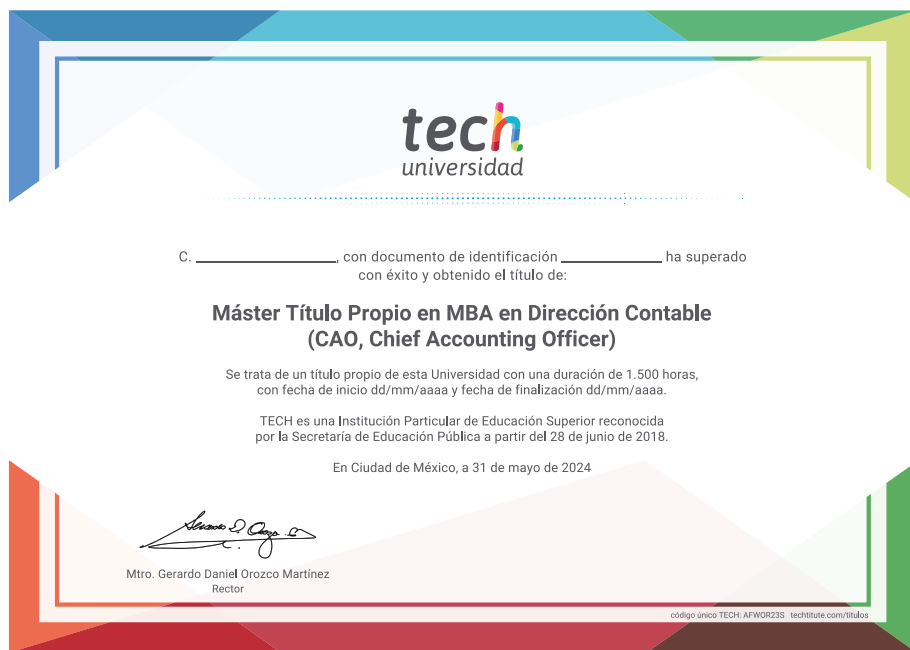 tech
universidad
C. ____________, con documento de identificación ____________ ha superado
con éxito y obtenido el título de:
Máster Título Propio en MBA en Dirección Contable
(CAO, Chief Accounting Officer)
Se trata de un título propio de esta Universidad con una duración de 1.500 horas,
con fecha de inicio dd/mm/aaaa y fecha de finalización dd/mm/aaaa.
TECH es una Institución Particular de Educación Superior reconocida
por la Secretaría de Educación Pública a partir del 28 de junio de 2018.
En Ciudad de México, a 31 de mayo de 2024
Mtro. Gerardo Daniel Orozco Martínez
Rector
código único TECH: AFWOR23S techtitute.com/titulos